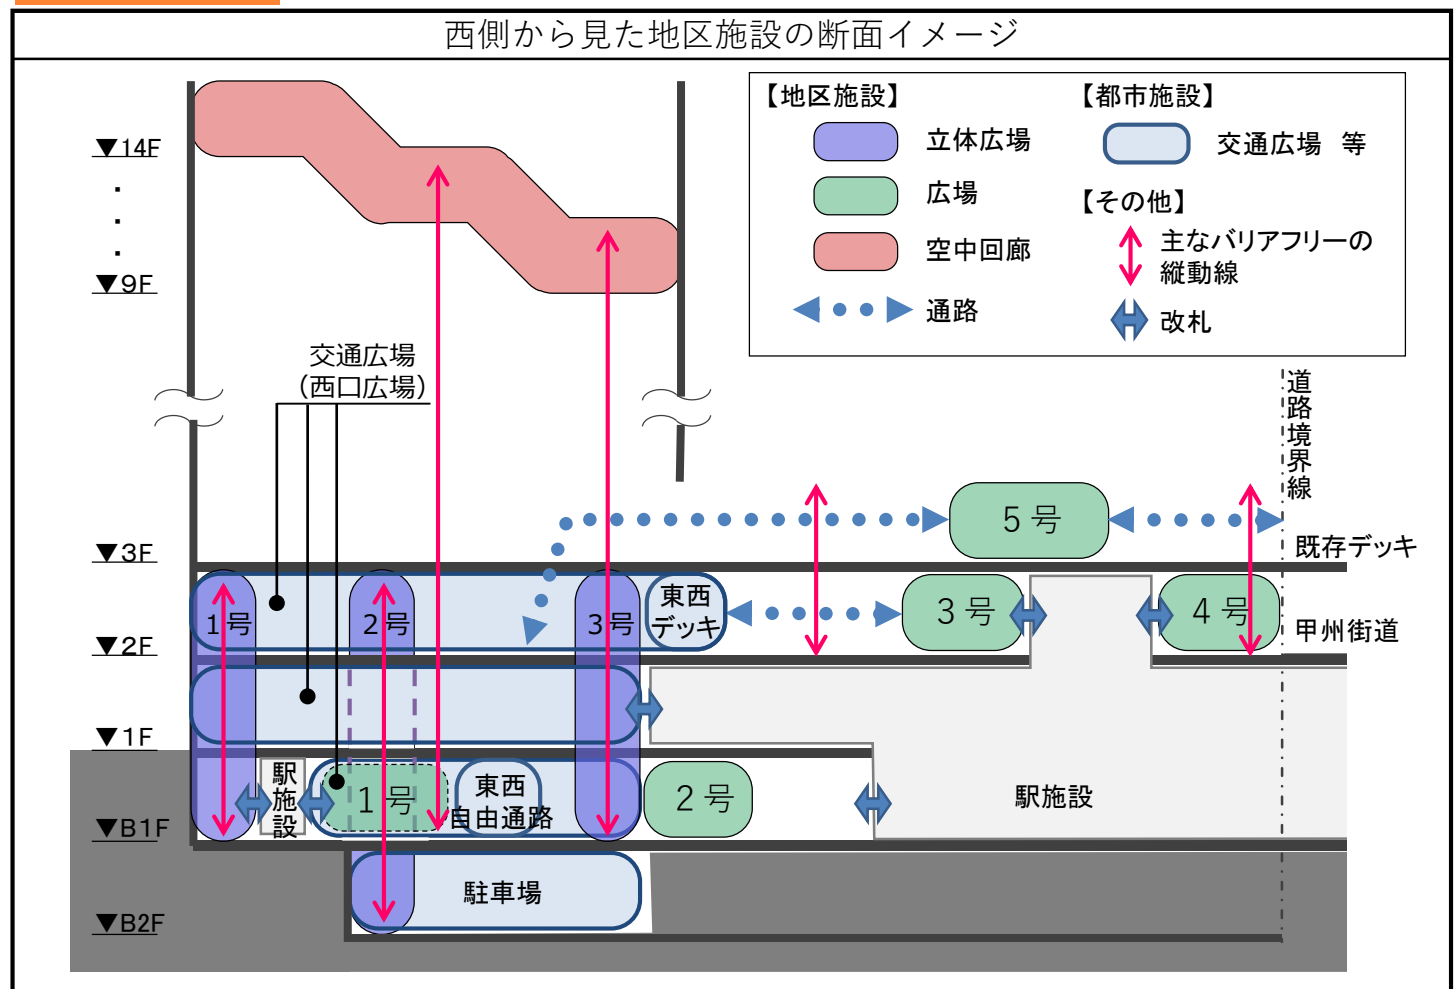 西側から見た地区施設の断面イメージ
【地区施設】
立体広場
広場
空中回廊
通路
【都市施設】
交通広場　等
【その他】
主なバリアフリーの
縦動線
改札
▼14F
・
・
・
▼9F
交通広場
（西口広場）
道路境界線
５号
▼3F
既存デッキ
1号
2号
3号
東西
デッキ
３号
４号
甲州街道
▼2F
▼1F
駅施設
１号
東西
自由通路
２号
駅施設
▼B1F
駐車場
▼B2F